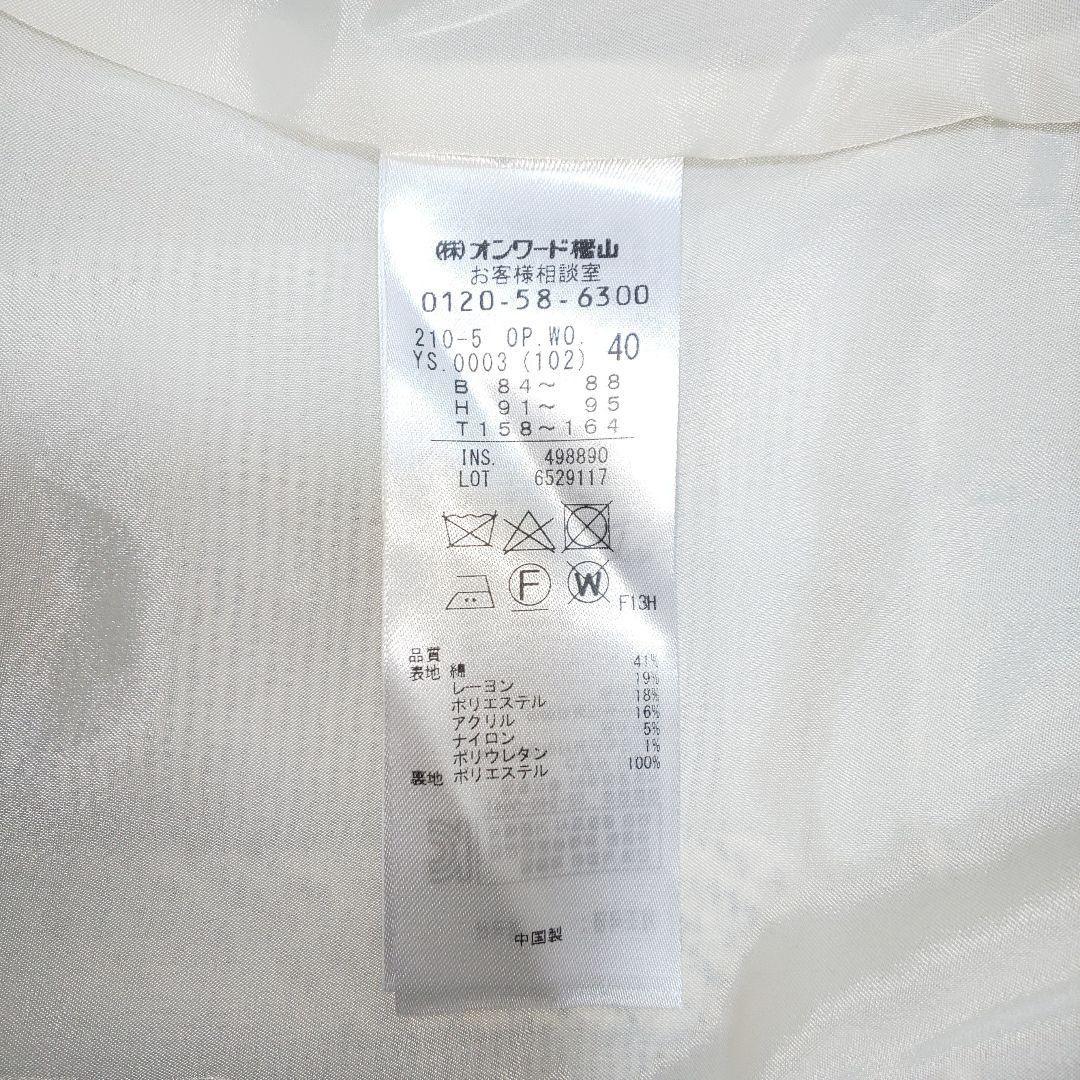 ㈱オンワード樫山
お客様相談室
0120-58-6300
210-5 OP.WO. 40
YS.0003 (102)
B 84～ 88
H 91～ 95
T158～164
INS. 498890
LOT 6529117
F W F13H
品質
表地 綿 41%
レーヨン 19%
ポリエステル 18%
アクリル 16%
ナイロン 5%
ポリウレタン 1%
裏地 ポリエステル 100%
中国製